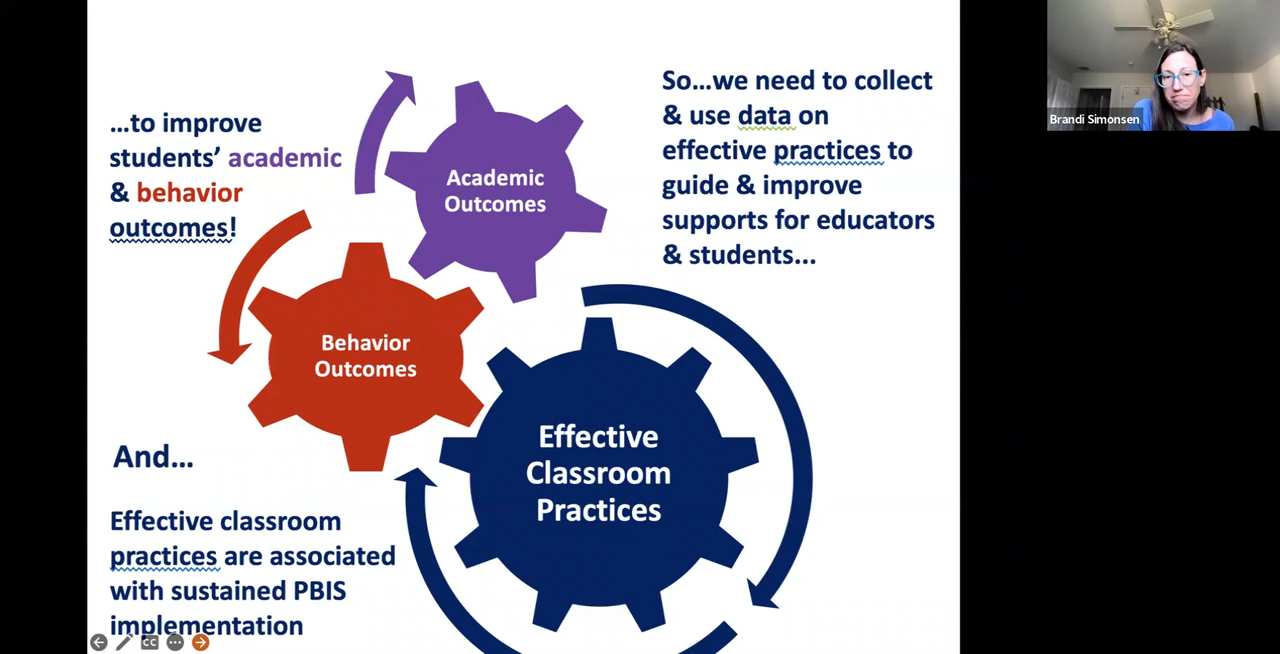 ...to improve
students’ academic
& behavior
outcomes!
Academic
Outcomes
So...we need to collect
& use data on
effective practices to
guide & improve
supports for educators
& students...
Behavior
Outcomes
Effective
Classroom
Practices
And...
Effective classroom
practices are associated
with sustained PBIS
implementation
CC
Brandi Simonsen